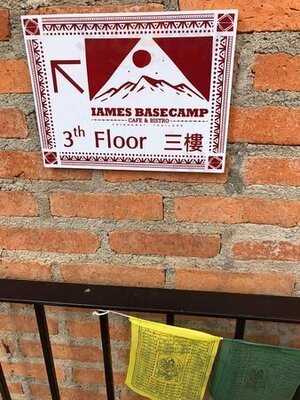 IAMES BASECAMP
CAFE & BISTRO
3th Floor 三樓